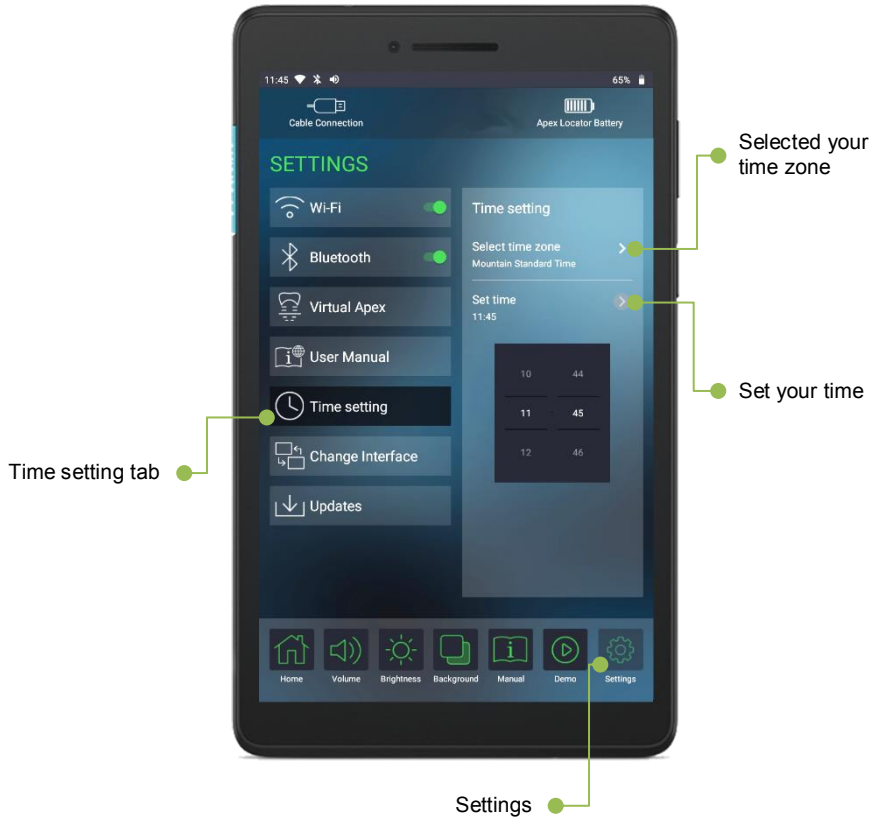 11:45
65%
Cable Connection
Apex Locator Battery
SETTINGS
Wi-Fi
Bluetooth
Virtual Apex
i
User Manual
Time setting
Change Interface
Updates
Time setting
Select time zone
Mountain Standard Time
Set time
11:45
10 44
11 45
12 46
i
Home Volume Brightness Background Manual Demo Settings
Selected your
time zone
Set your time
Time setting tab
Settings